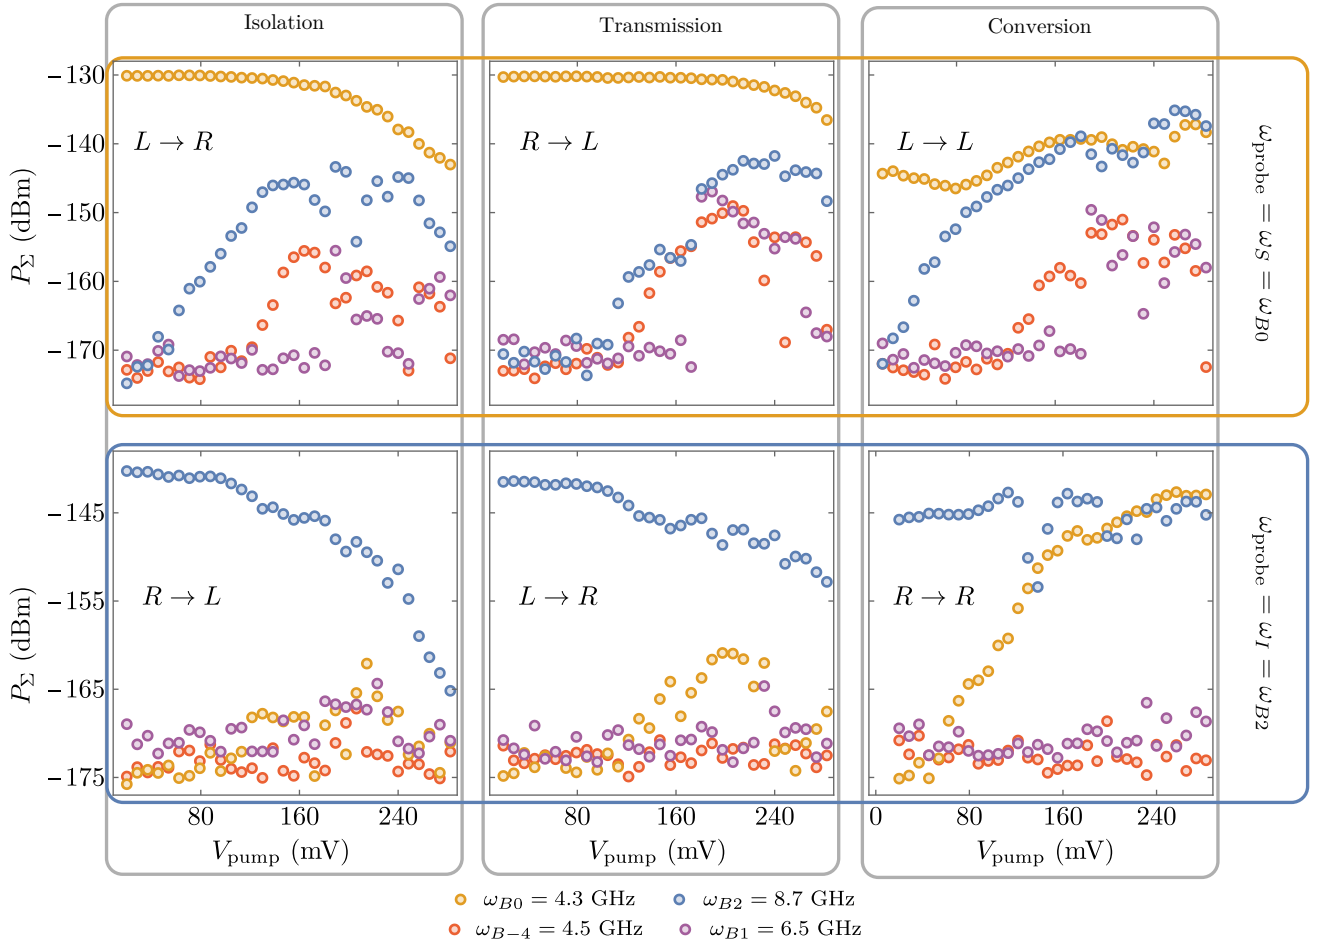 Isolation
Transmission
Conversion
−130
−140
−150
−160
−170
P_Σ (dBm)
L → R
R → L
L → L
ω_probe = ω_S = ω_B0
−145
−155
−165
−175
P_Σ (dBm)
R → L
L → R
R → R
ω_probe = ω_I = ω_B2
80 160 240
80 160 240
0 80 160 240
V_pump (mV)
V_pump (mV)
V_pump (mV)
ω_B0 = 4.3 GHz
ω_B2 = 8.7 GHz
ω_B−4 = 4.5 GHz
ω_B1 = 6.5 GHz